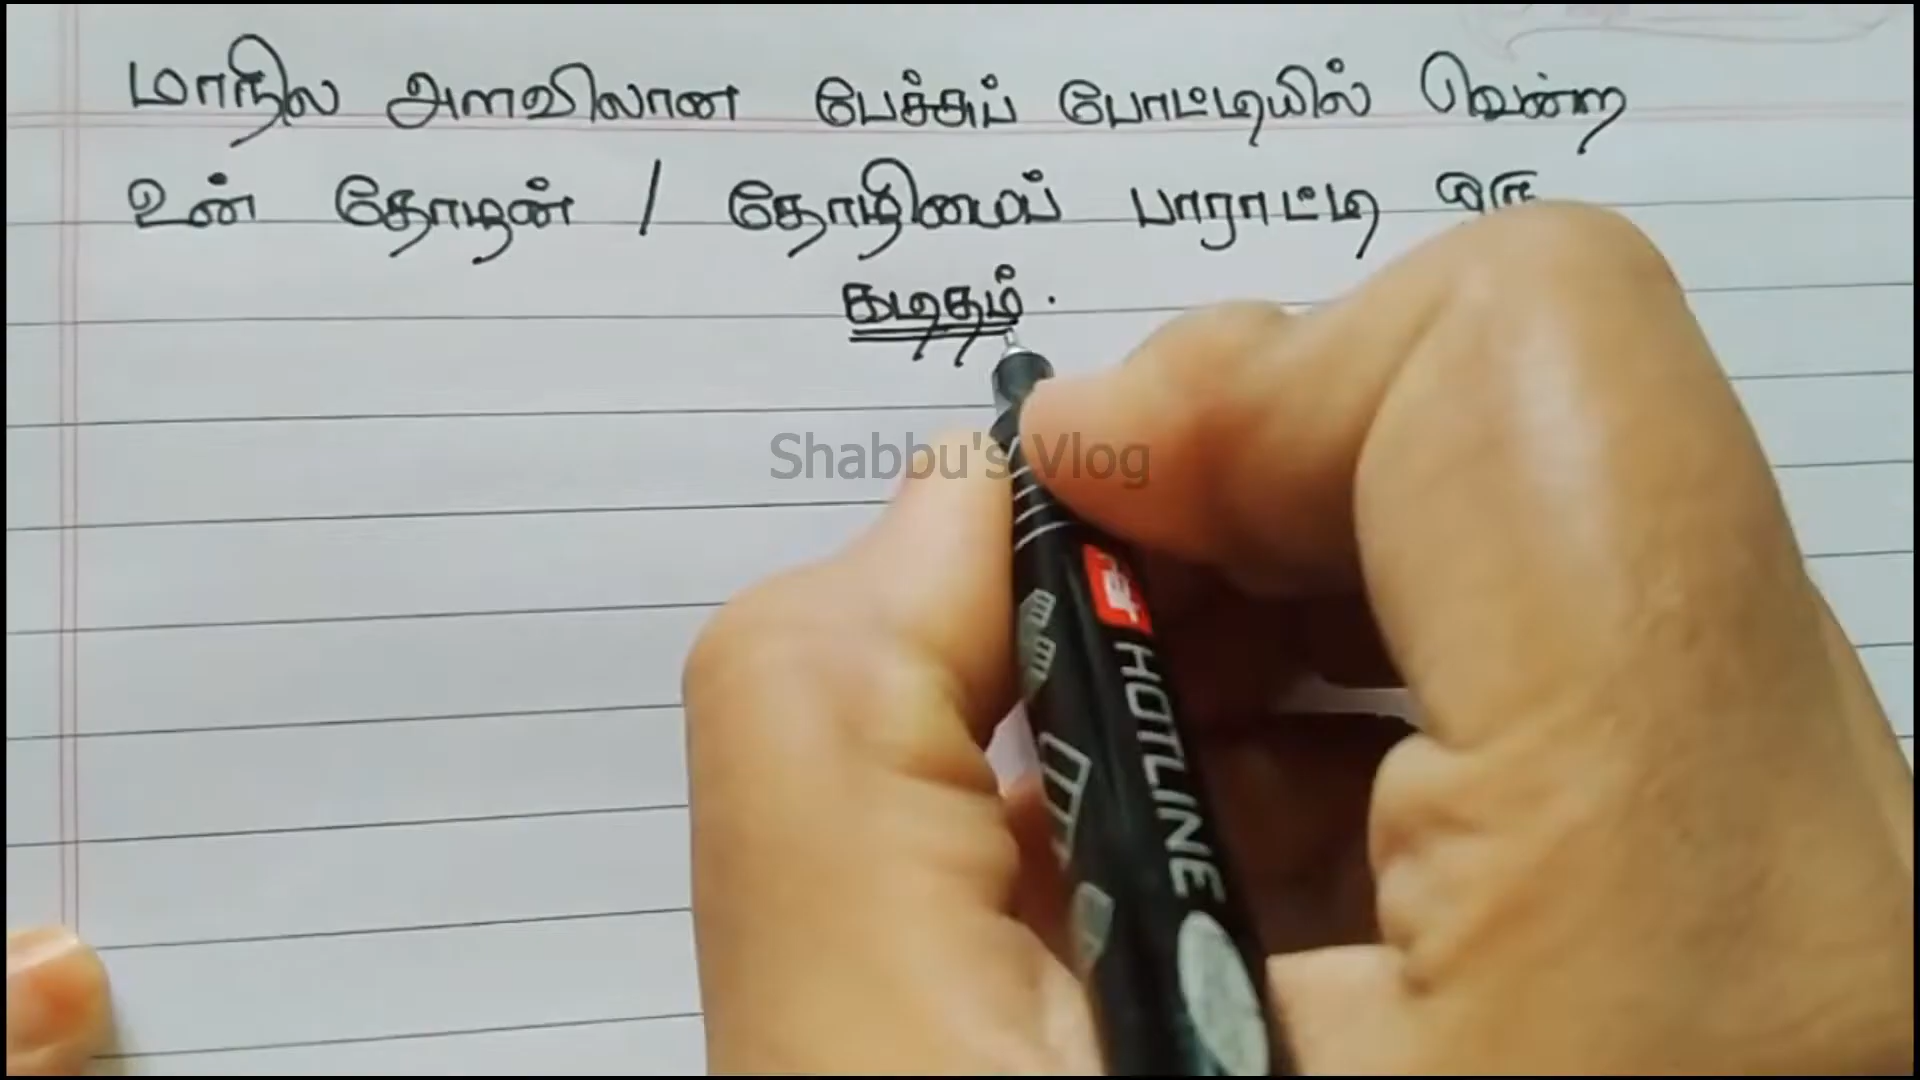 மாநில அளவிலான பேச்சுப் போட்டியில் வென்ற
உன் தோழன் / தோழியைப் பாராட்டி ஒரு
கடிதம்.
Shabbu's Vlog
HOTLINE